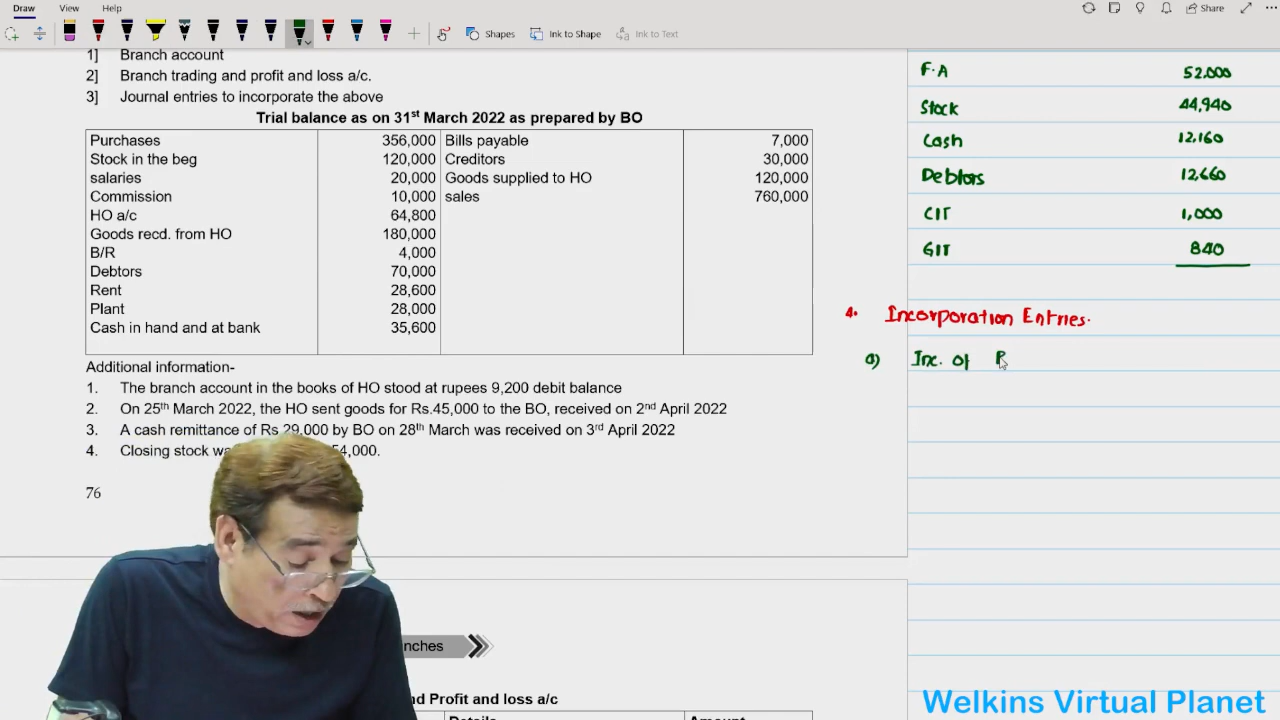 Draw View Help
Share
Shapes Ink to Shape Ink to Text
1] Branch account
2] Branch trading and profit and loss a/c.
3] Journal entries to incorporate the above
Trial balance as on 31st March 2022 as prepared by BO
Purchases 356,000 Bills payable 7,000
Stock in the beg 120,000 Creditors 30,000
salaries 20,000 Goods supplied to HO 120,000
Commission 10,000 sales 760,000
HO a/c 64,800
Goods recd. from HO 180,000
B/R 4,000
Debtors 70,000
Rent 28,600
Plant 28,000
Cash in hand and at bank 35,600
Additional information-
1. The branch account in the books of HO stood at rupees 9,200 debit balance
2. On 25th March 2022, the HO sent goods for Rs.45,000 to the BO, received on 2nd April 2022
3. A cash remittance of Rs 29,000 by BO on 28th March was received on 3rd April 2022
4. Closing stock 54,000.
76
nches
nd Profit and loss a/c
Details Amount
F.A 52,000
Stock 44,940
Cash 12,160
Debtors 12,660
CIT 1,000
GIT 840
4. Incorporation Entries.
a) Inc. of
Welkins Virtual Planet